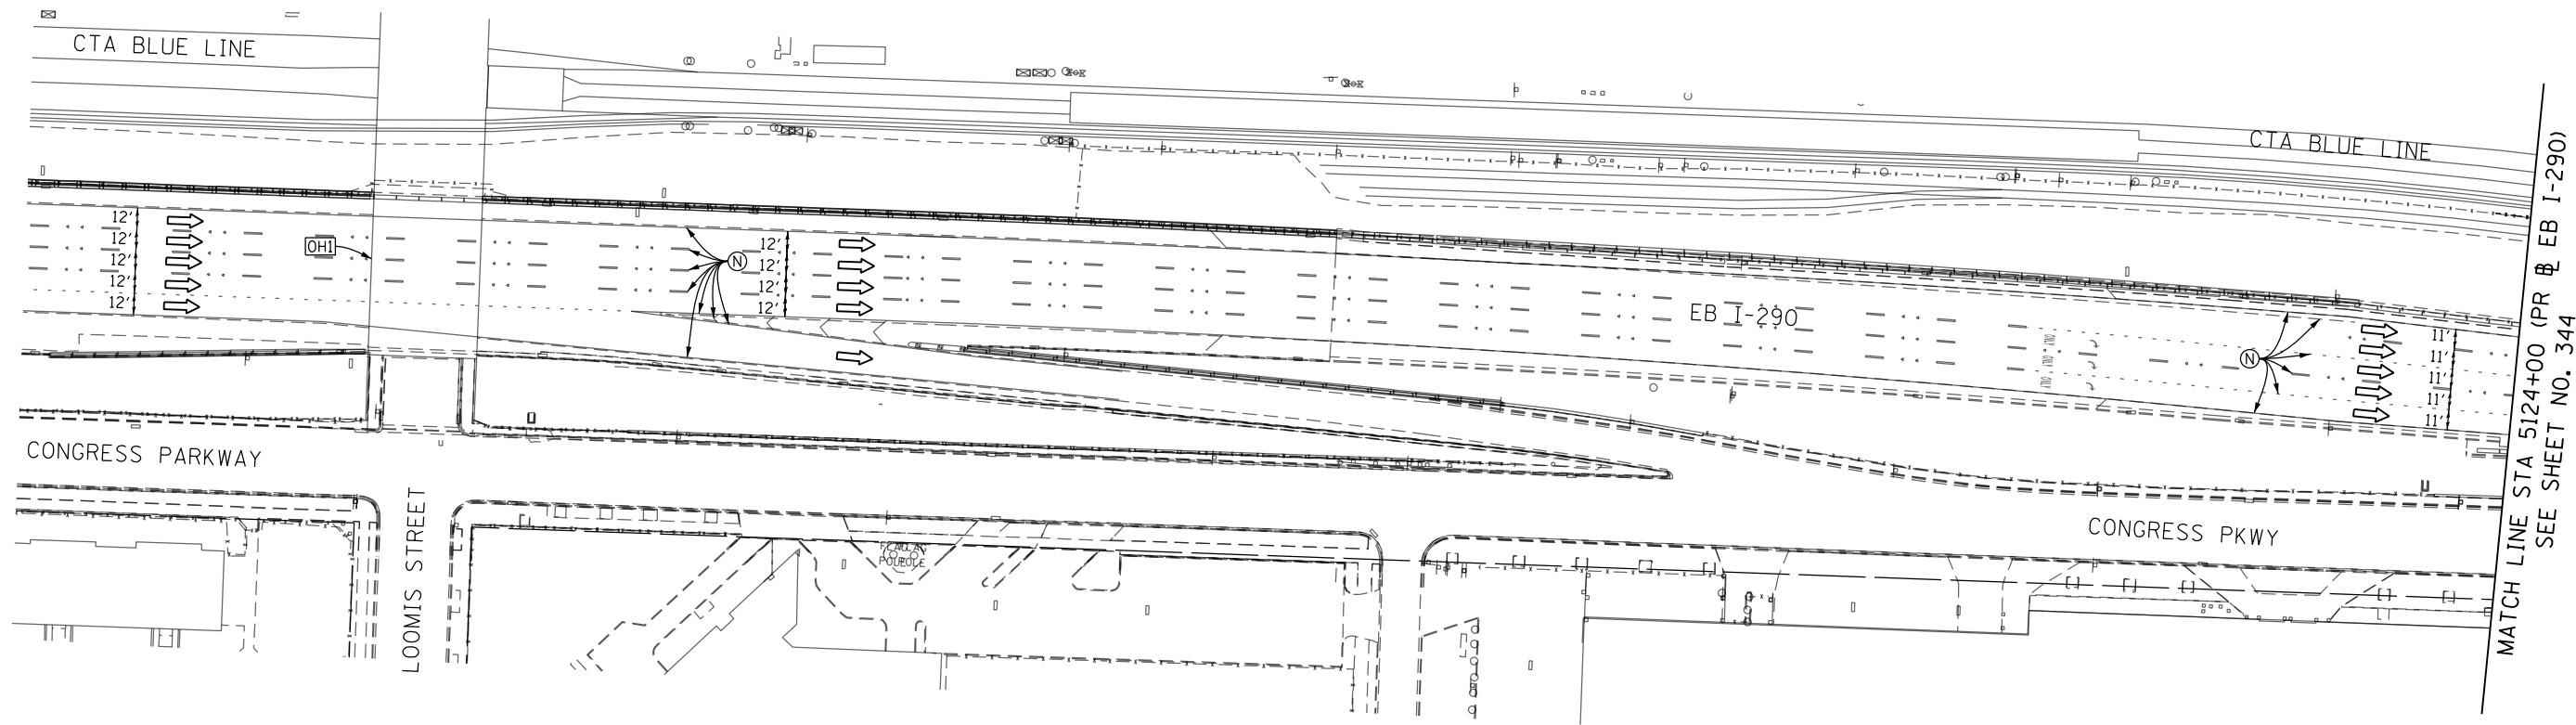 CTA BLUE LINE
CTA BLUE LINE
12'
12'
12'
12'
12'
OHI
N
12'
12'
12'
12'
EB I-290
N
11'
11'
11'
11'
11'
CONGRESS PARKWAY
LOOMIS STREET
CONGRESS PKWY
MATCH LINE STA 5124+00 (PR BL EB I-290)
SEE SHEET NO. 344